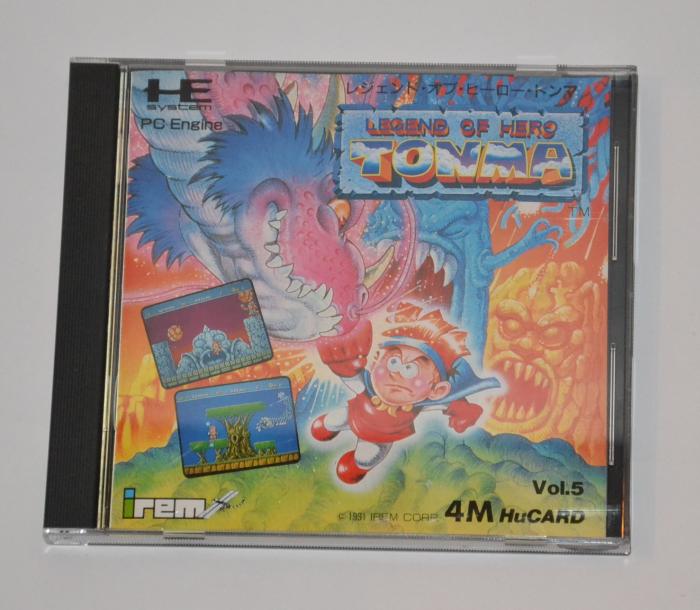 HE
system
PC Engine
レジェンド・オブ・ヒーロー・トンマ
LEGEND OF HERO
TONMA
TM
irem
© 1991 IREM CORP.
Vol.5
4M HuCARD